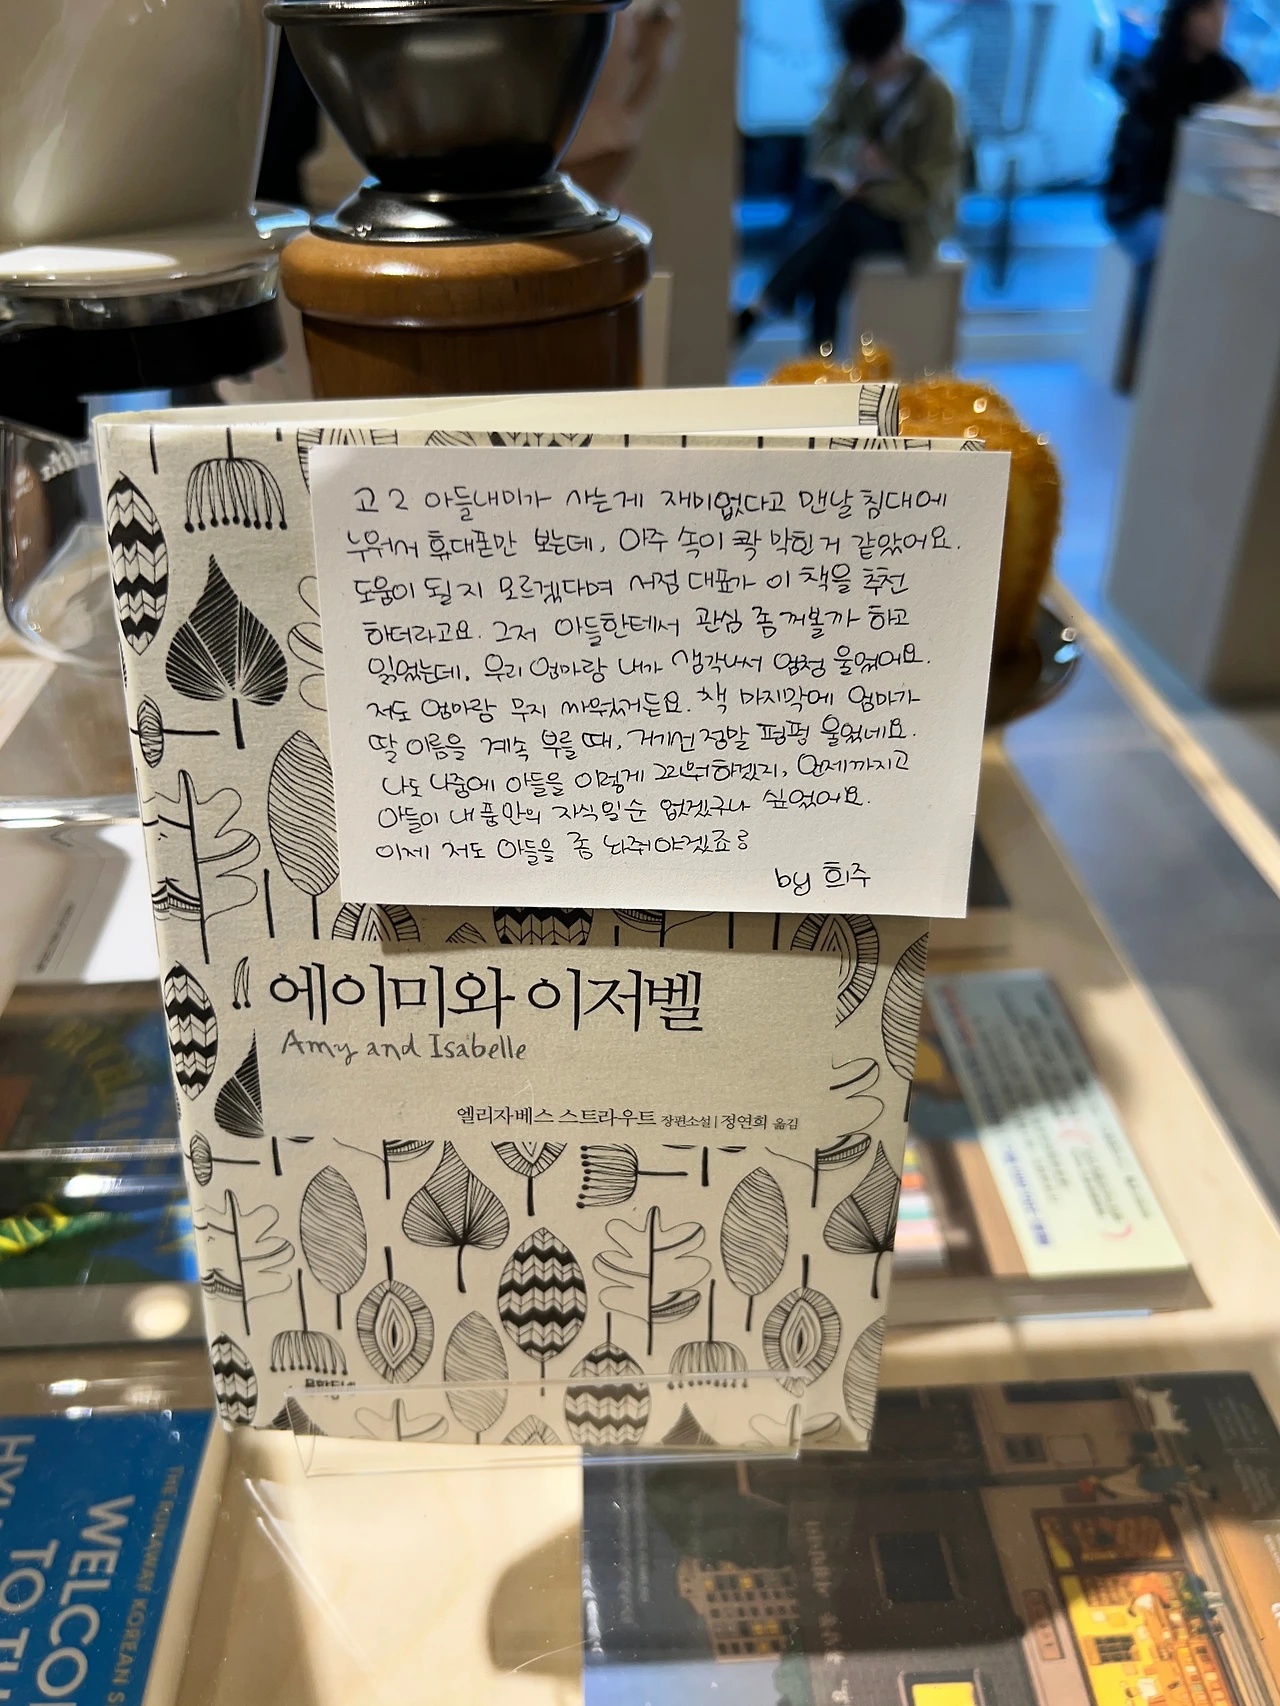 고2 아들내미가 사는게 재미없다고 맨날 침대에
누워서 휴대폰만 보는데, 아주 속이 콱 막힌거 같았어요.
도움이 될지 모르겠다며 서점 대표가 이 책을 추천
하더라고요. 그저 아들한테서 관심 좀 꺼볼까 하고
읽었는데, 우리 엄마랑 내가 생각나서 엄청 울었어요.
저도 엄마랑 무지 싸웠거든요. 책 마지막에 엄마가
딸 이름을 계속 부를 때, 거기선 정말 펑펑 울었네요.
나도 나중에 아들을 이렇게 그리워하겠지, 언제까지고
아들이 내 품안의 자식일순 없겠구나 싶었어요.
이제 저도 아들을 좀 놔줘야겠죠?
by 희주
에이미와 이저벨
Amy and Isabelle
엘리자베스 스트라우트 장편소설 | 정연희 옮김
문학동네
WELCO
TO TH
HY
KOREAN S